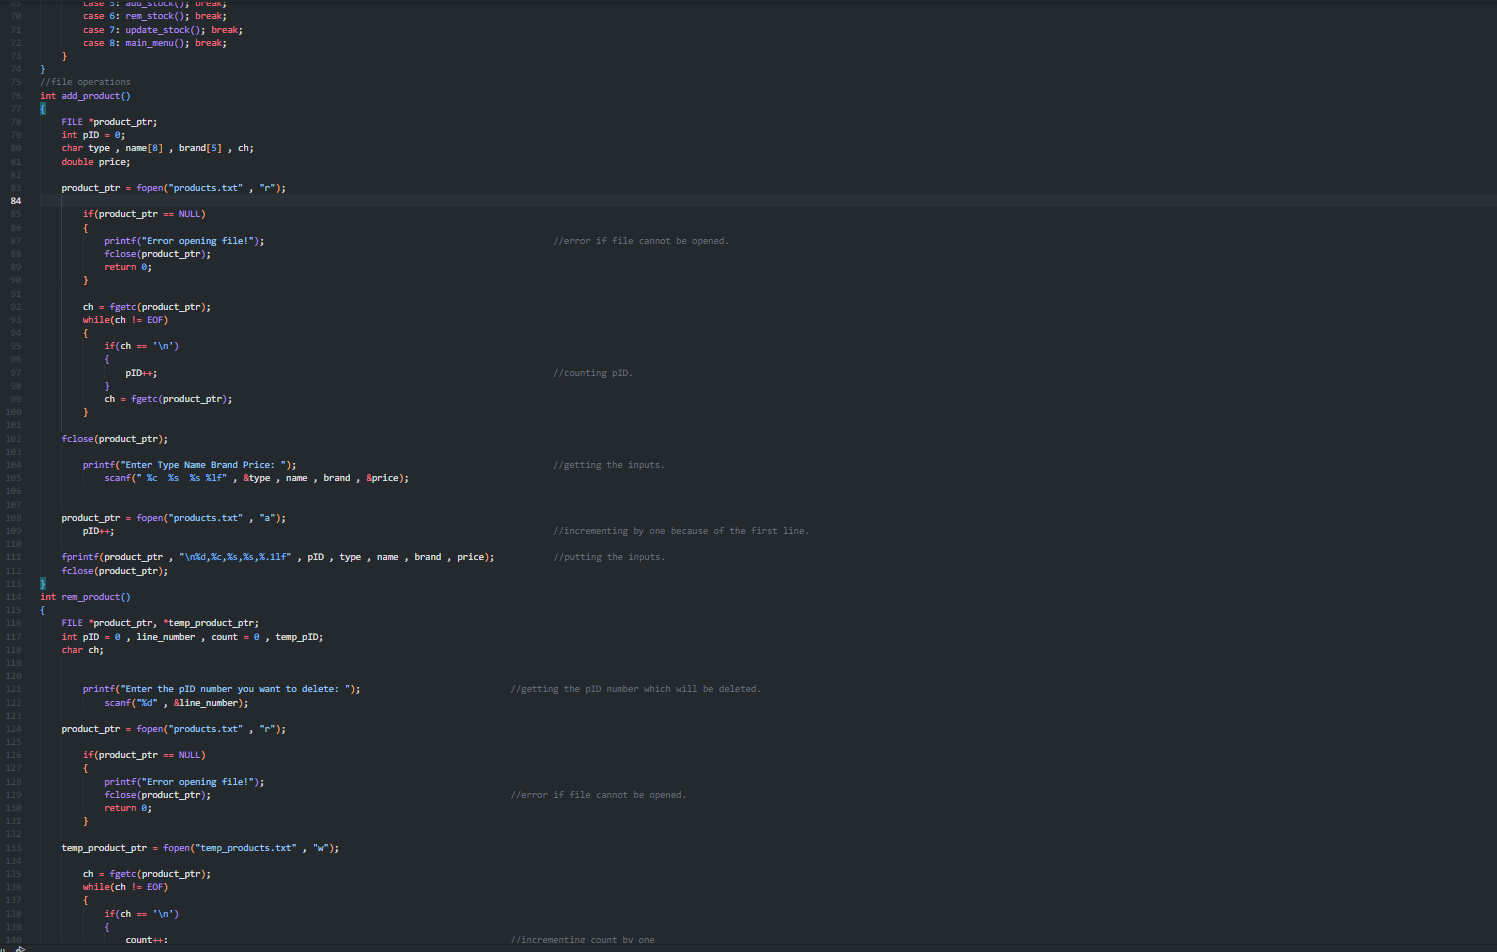 69 case 5: add_stock(); break;
70 case 6: rem_stock(); break;
71 case 7: update_stock(); break;
72 case 8: main_menu(); break;
73 }
74 }
75 //file operations
76 int add_product()
77 {
78 FILE *product_ptr;
79 int pID = 0;
80 char type , name[8] , brand[5] , ch;
81 double price;
82
83 product_ptr = fopen("products.txt" , "r");
84
85 if(product_ptr == NULL)
86 {
87 printf("Error opening file!"); //error if file cannot be opened.
88 fclose(product_ptr);
89 return 0;
90 }
91
92 ch = fgetc(product_ptr);
93 while(ch != EOF)
94 {
95 if(ch == '\n')
96 {
97 pID++; //counting pID.
98 }
99 ch = fgetc(product_ptr);
100 }
101
102 fclose(product_ptr);
103
104 printf("Enter Type Name Brand Price: "); //getting the inputs.
105 scanf(" %c  %s  %s %lf" , &type , name , brand , &price);
106
107
108 product_ptr = fopen("products.txt" , "a");
109 pID++; //incrementing by one because of the first line.
110
111 fprintf(product_ptr , "\n%d,%c,%s,%s,%.1lf" , pID , type , name , brand , price); //putting the inputs.
112 fclose(product_ptr);
113 }
114 int rem_product()
115 {
116 FILE *product_ptr, *temp_product_ptr;
117 int pID = 0 , line_number , count = 0 , temp_pID;
118 char ch;
119
120
121 printf("Enter the pID number you want to delete: "); //getting the pID number which will be deleted.
122 scanf("%d" , &line_number);
123
124 product_ptr = fopen("products.txt" , "r");
125
126 if(product_ptr == NULL)
127 {
128 printf("Error opening file!");
129 fclose(product_ptr); //error if file cannot be opened.
130 return 0;
131 }
132
133 temp_product_ptr = fopen("temp_products.txt" , "w");
134
135 ch = fgetc(product_ptr);
136 while(ch != EOF)
137 {
138 if(ch == '\n')
139 {
140 count++; //incrementing count by one